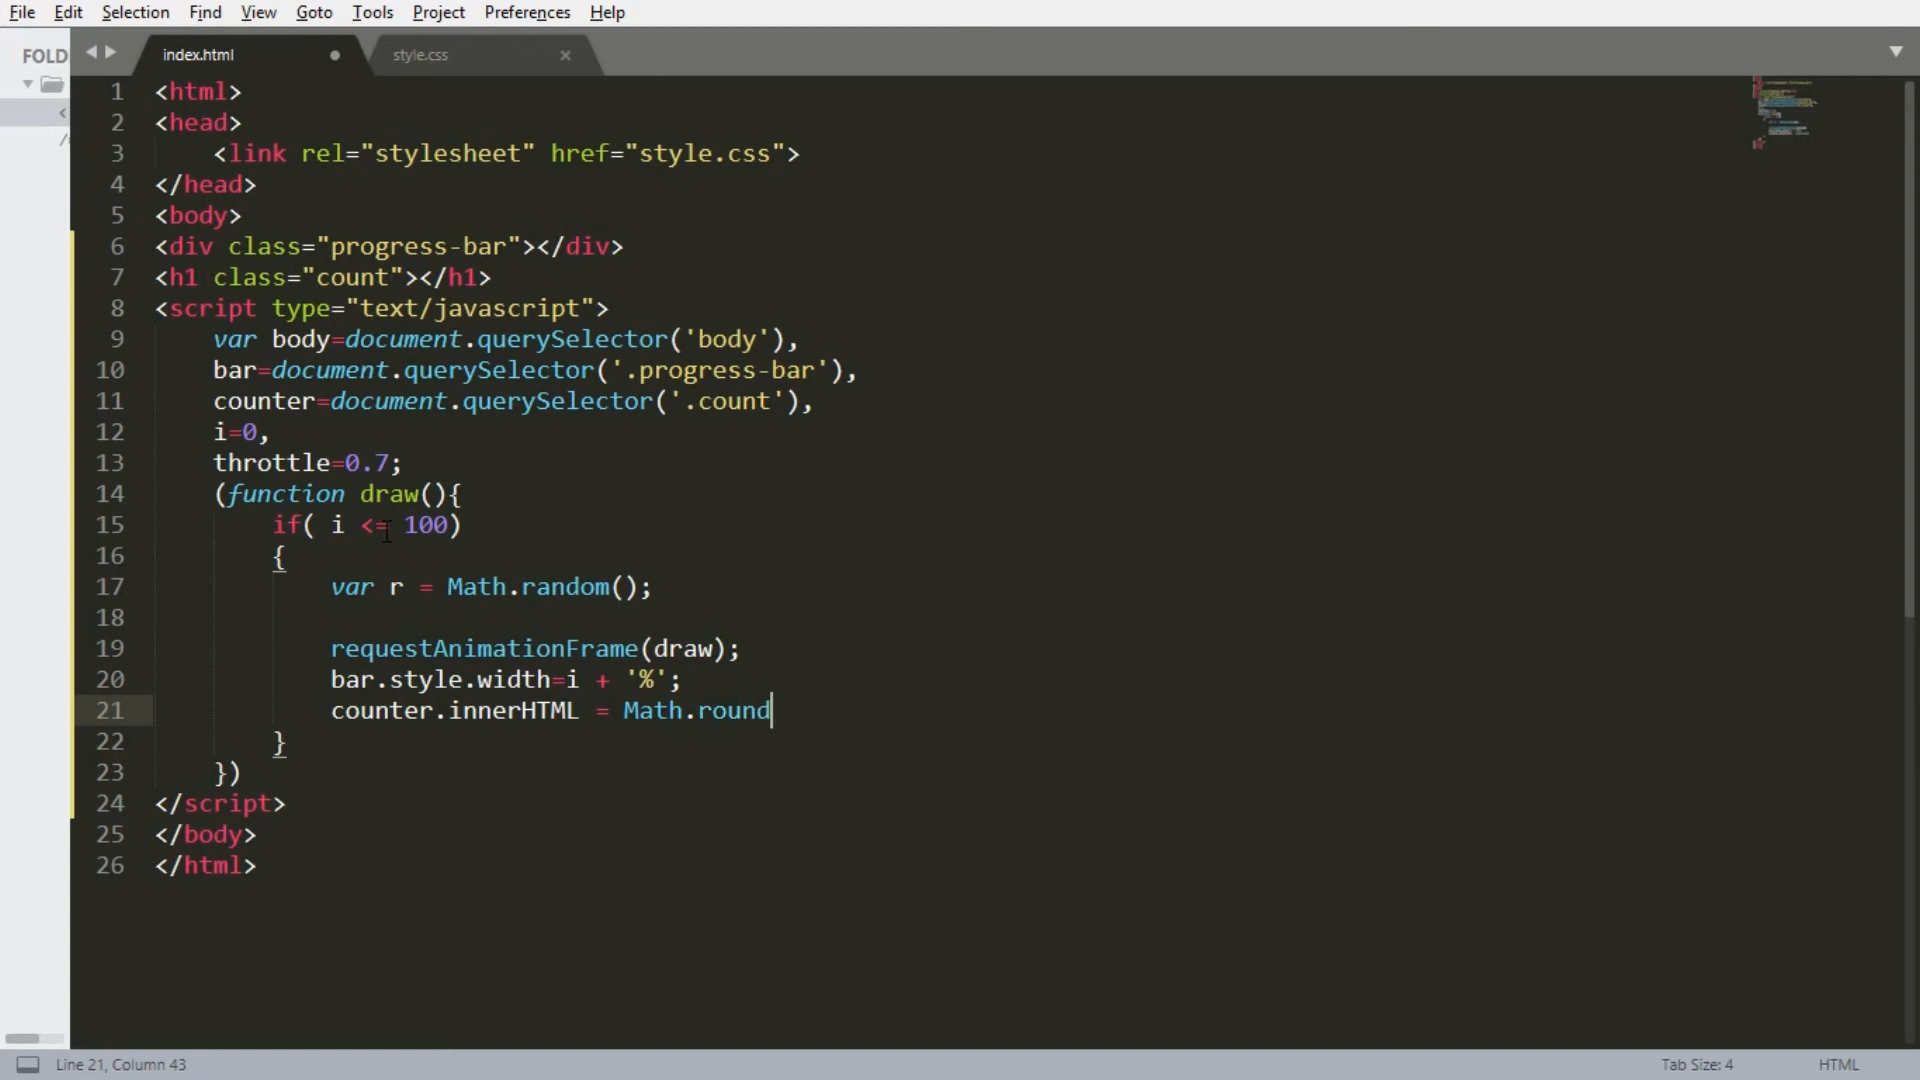 File Edit Selection Find View Goto Tools Project Preferences Help
FOLD
index.html style.css
1 <html>
2 <head>
3 <link rel="stylesheet" href="style.css">
4 </head>
5 <body>
6 <div class="progress-bar"></div>
7 <h1 class="count"></h1>
8 <script type="text/javascript">
9 var body=document.querySelector('body'),
10 bar=document.querySelector('.progress-bar'),
11 counter=document.querySelector('.count'),
12 i=0,
13 throttle=0.7;
14 (function draw(){
15 if( i <= 100)
16 {
17 var r = Math.random();
18
19 requestAnimationFrame(draw);
20 bar.style.width=i + '%';
21 counter.innerHTML = Math.round
22 }
23 })
24 </script>
25 </body>
26 </html>
Line 21, Column 43 Tab Size: 4 HTML